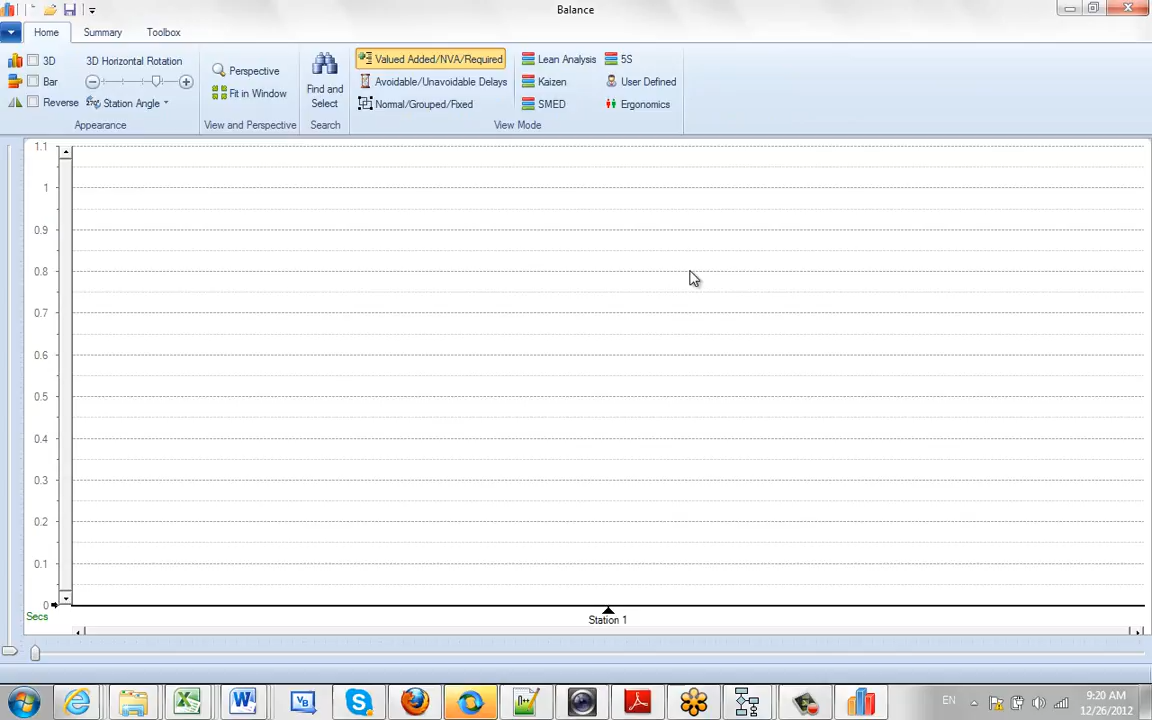 Balance
Home Summary Toolbox
3D 3D Horizontal Rotation Perspective Find and Select Valued Added/NVA/Required Lean Analysis 5S
Bar Fit in Window Avoidable/Unavoidable Delays Kaizen User Defined
Reverse Station Angle Normal/Grouped/Fixed SMED Ergonomics
Appearance View and Perspective Search View Mode
1.1
1
0.9
0.8
0.7
0.6
0.5
0.4
0.3
0.2
0.1
0
Secs
Station 1
EN 9:20 AM
12/26/2012